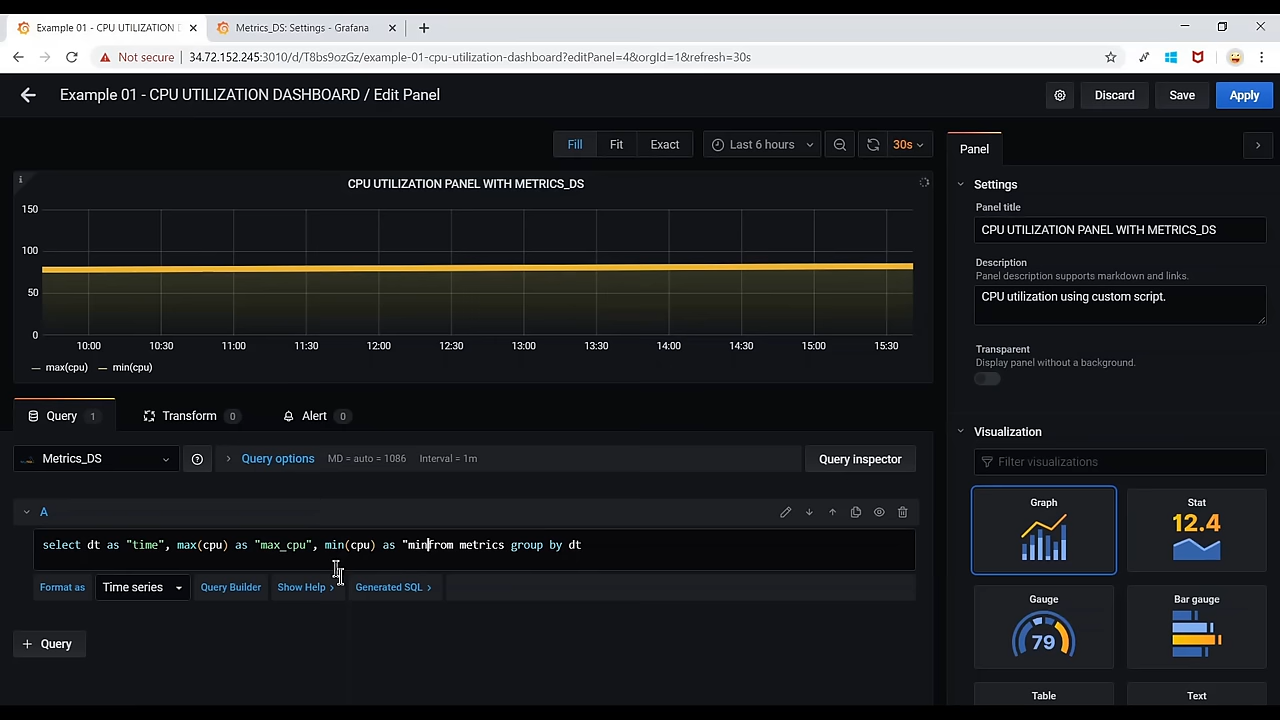 Example 01 - CPU UTILIZATION D
Metrics_DS: Settings - Grafana
Not secure
34.72.152.245:3010/d/T8bs9ozGz/example-01-cpu-utilization-dashboard?editPanel=4&orgId=1&refresh=30s
Example 01 - CPU UTILIZATION DASHBOARD / Edit Panel
Discard
Save
Apply
Fill
Fit
Exact
Last 6 hours
30s
Panel
CPU UTILIZATION PANEL WITH METRICS_DS
150
100
50
0
10:00
10:30
11:00
11:30
12:00
12:30
13:00
13:30
14:00
14:30
15:00
15:30
max(cpu)
min(cpu)
Settings
Panel title
CPU UTILIZATION PANEL WITH METRICS_DS
Description
Panel description supports markdown and links.
CPU utilization using custom script.
Transparent
Display panel without a background.
Query 1
Transform 0
Alert 0
Metrics_DS
Query options
MD = auto = 1086
Interval = 1m
Query inspector
A
select dt as "time", max(cpu) as "max_cpu", min(cpu) as "minfrom metrics group by dt
Format as
Time series
Query Builder
Show Help
Generated SQL
+ Query
Visualization
Filter visualizations
Graph
Stat
12.4
Gauge
79
Bar gauge
Table
Text